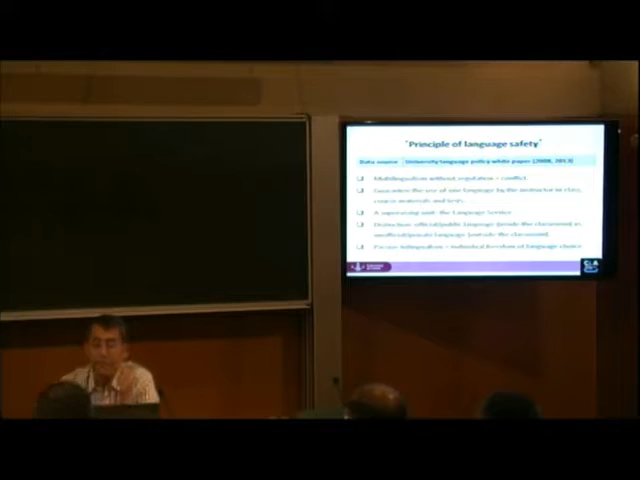 "Principle of language safety"
Data source University language policy white paper (2008, 2013)
Multilingualism without regulation = conflict.
Guarantee the use of one language by the instructor in class,
course materials and tests.
A supervising unit: the Language Service
Distinction official/public language (inside the classroom) vs
unofficial/private language (outside the classroom)
Passive bilingualism = individual freedom of language choice